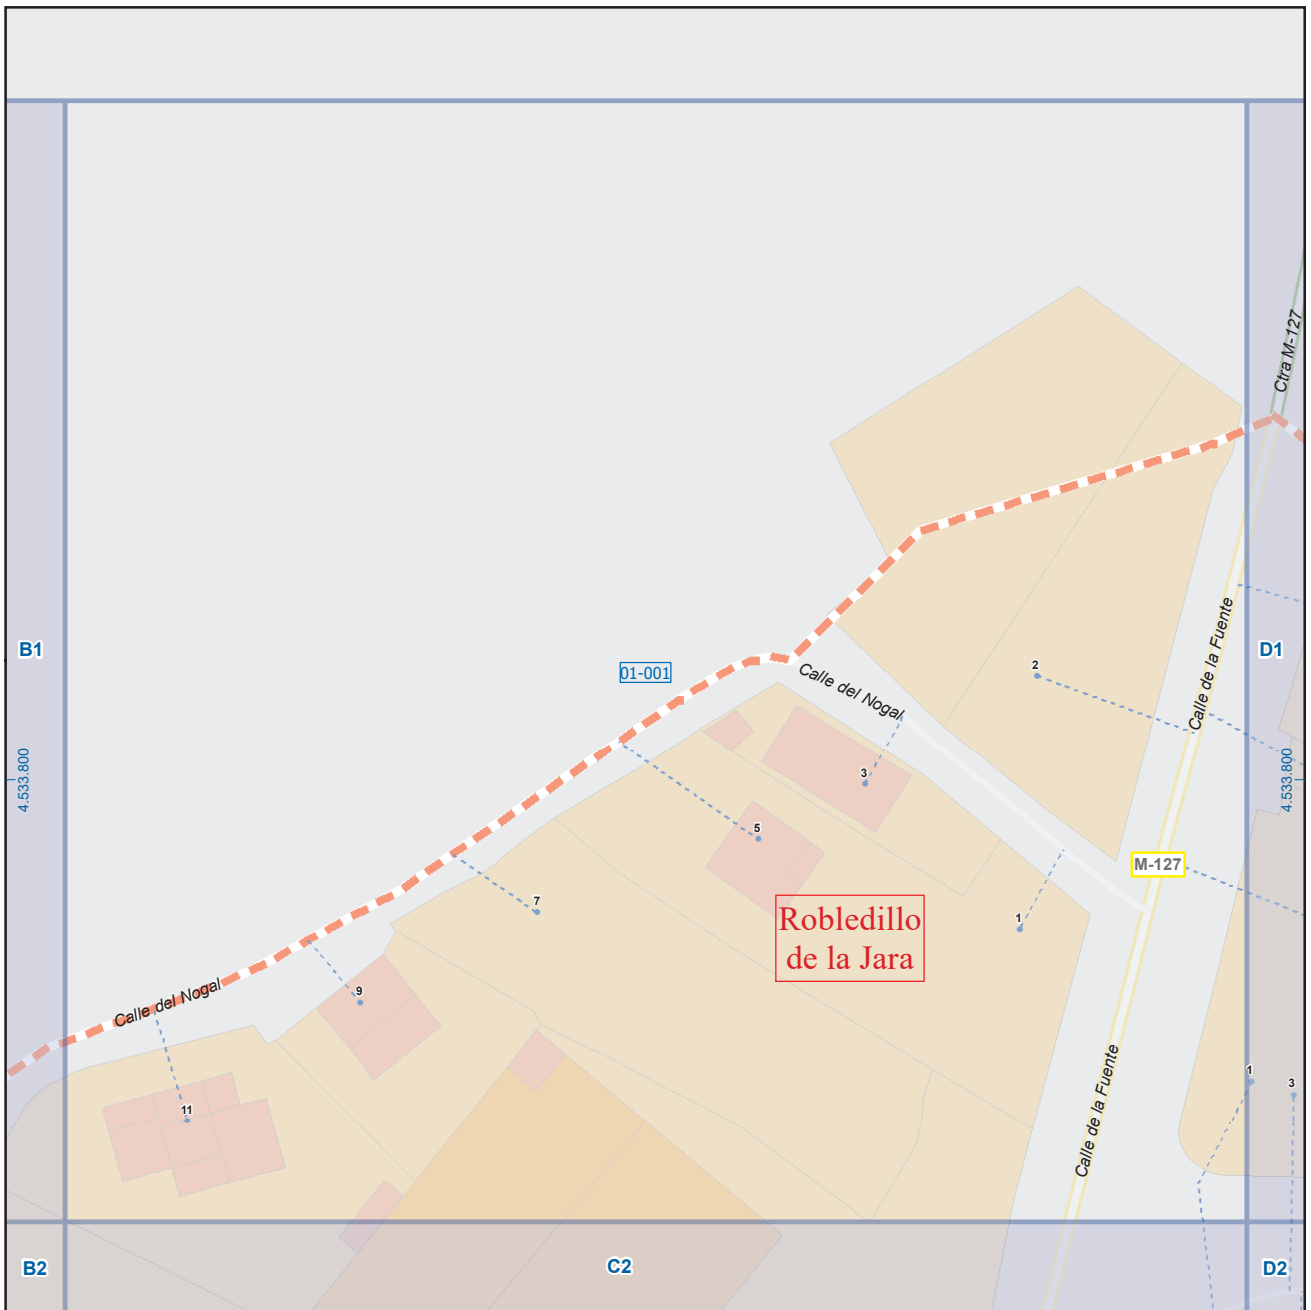 Ctra M-127
B1
01-001
Calle del Nogal
2
Calle de la Fuente
D1
4.533.800
3
4.533.800
5
M-127
7
1
Robledillo
de la Jara
9
Calle del Nogal
11
Calle de la Fuente
1
3
B2
C2
D2